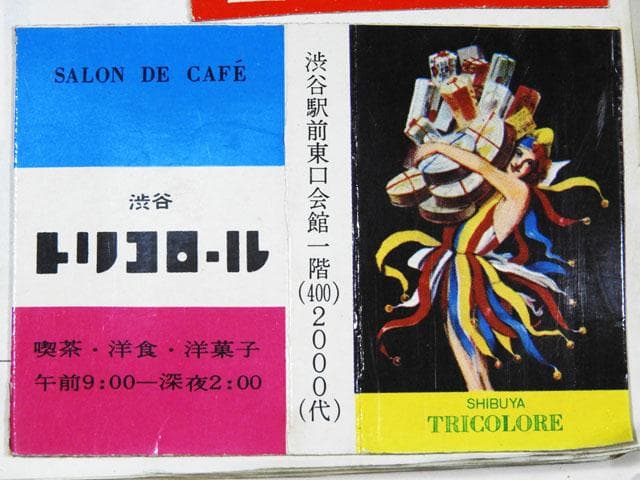 SALON DE CAFÉ
渋谷
トリコロール
喫茶・洋食・洋菓子
午前9:00—深夜2:00
渋谷駅前東口会館一階(400)2000(代)
SHIBUYA
TRICOLORE